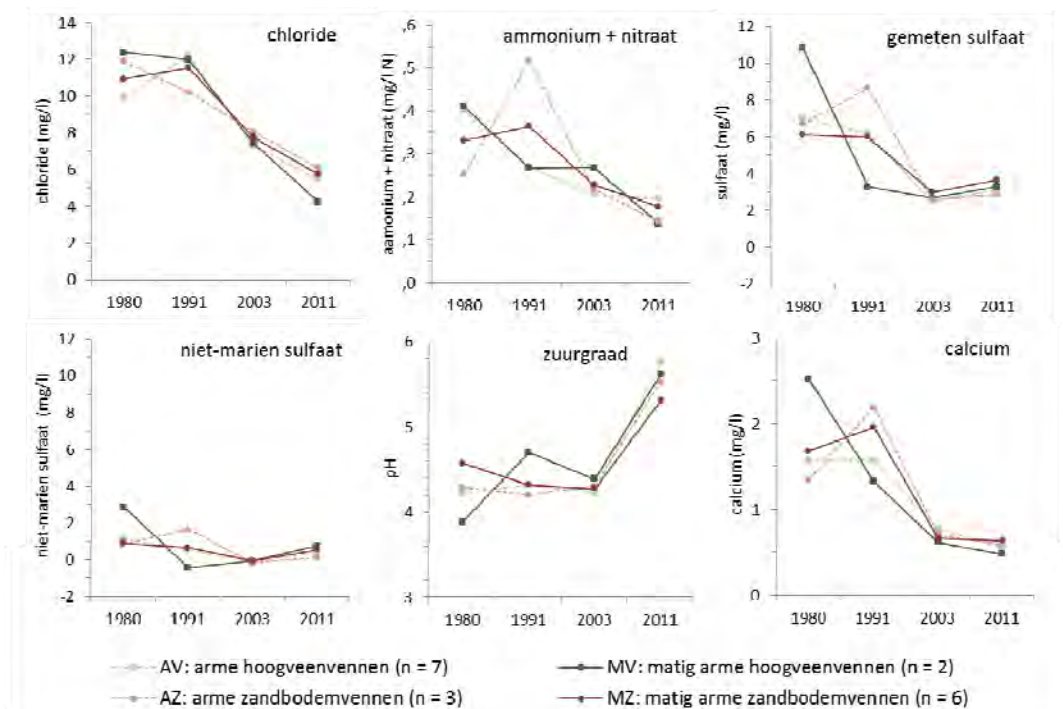 chloride
chloride (mg/l)
14
12
10
8
6
4
2
0
1980 1991 2003 2011
ammonium + nitraat
aamonium + nitraat (mg/l N)
,6
,5
,4
,3
,2
,1
,0
1980 1991 2003 2011
gemeten sulfaat
sulfaat (mg/l)
12
10
8
6
4
2
0
-2
1980 1991 2003 2011
niet-marien sulfaat
niet-marien sulfaat (mg/l)
12
10
8
6
4
2
0
-2
1980 1991 2003 2011
zuurgraad
pH
6
5
4
3
1980 1991 2003 2011
calcium
calcium (mg/l)
3
2
1
0
1980 1991 2003 2011
AV: arme hoogveenvennen (n = 7)
MV: matig arme hoogveenvennen (n = 2)
AZ: arme zandbodemvennen (n = 3)
MZ: matig arme zandbodemvennen (n = 6)